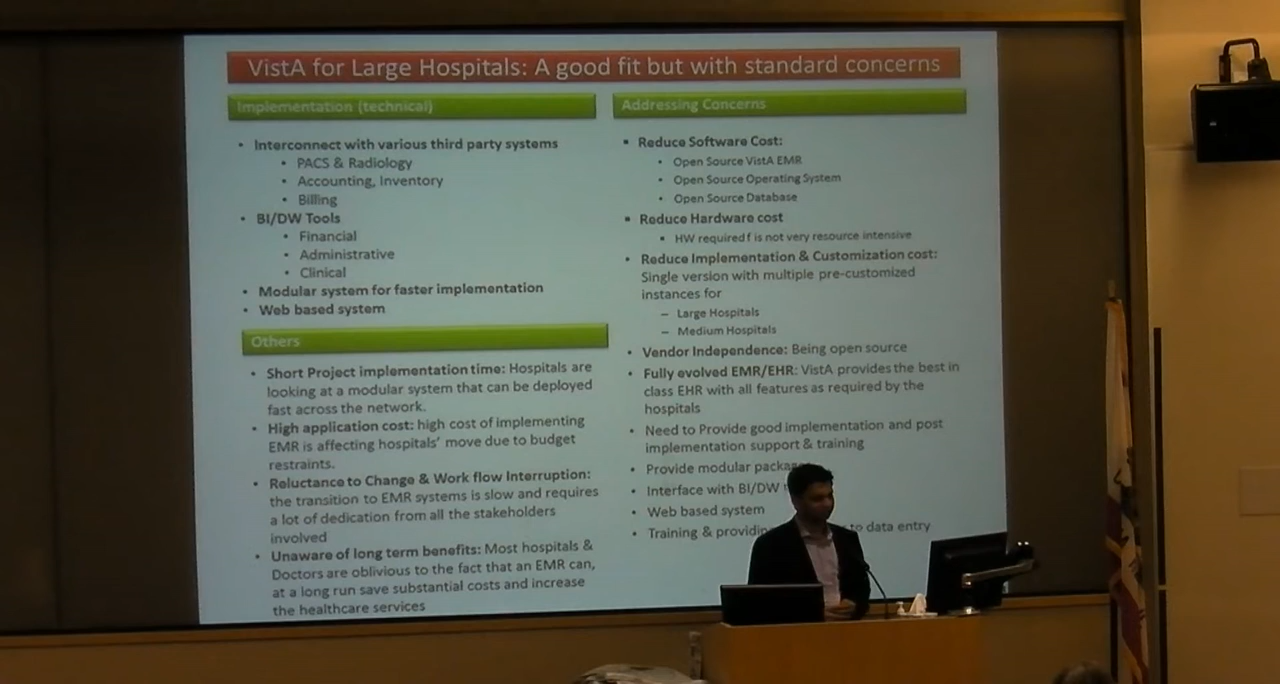 VistA for Large Hospitals: A good fit but with standard concerns
Implementation (technical)
• Interconnect with various third party systems
• PACS & Radiology
• Accounting, Inventory
• Billing
• BI/DW Tools
• Financial
• Administrative
• Clinical
• Modular system for faster implementation
• Web based system
Others
• Short Project implementation time: Hospitals are
looking at a modular system that can be deployed
fast across the network.
• High application cost: high cost of implementing
EMR is affecting hospitals' move due to budget
restraints.
• Reluctance to Change & Work flow Interruption:
the transition to EMR systems is slow and requires
a lot of dedication from all the stakeholders
involved
• Unaware of long term benefits: Most hospitals &
Doctors are oblivious to the fact that an EMR can,
at a long run save substantial costs and increase
the healthcare services
Addressing Concerns
▪ Reduce Software Cost:
• Open Source VistA EMR
• Open Source Operating System
• Open Source Database
▪ Reduce Hardware cost
▪ HW required f is not very resource intensive
• Reduce Implementation & Customization cost:
Single version with multiple pre-customized
instances for
– Large Hospitals
– Medium Hospitals
• Vendor Independence: Being open source
• Fully evolved EMR/EHR: VistA provides the best in
class EHR with all features as required by the
hospitals
• Need to Provide good implementation and post
implementation support & training
• Provide modular
• Interface with BI/DW
• Web based system
• Training & to data entry